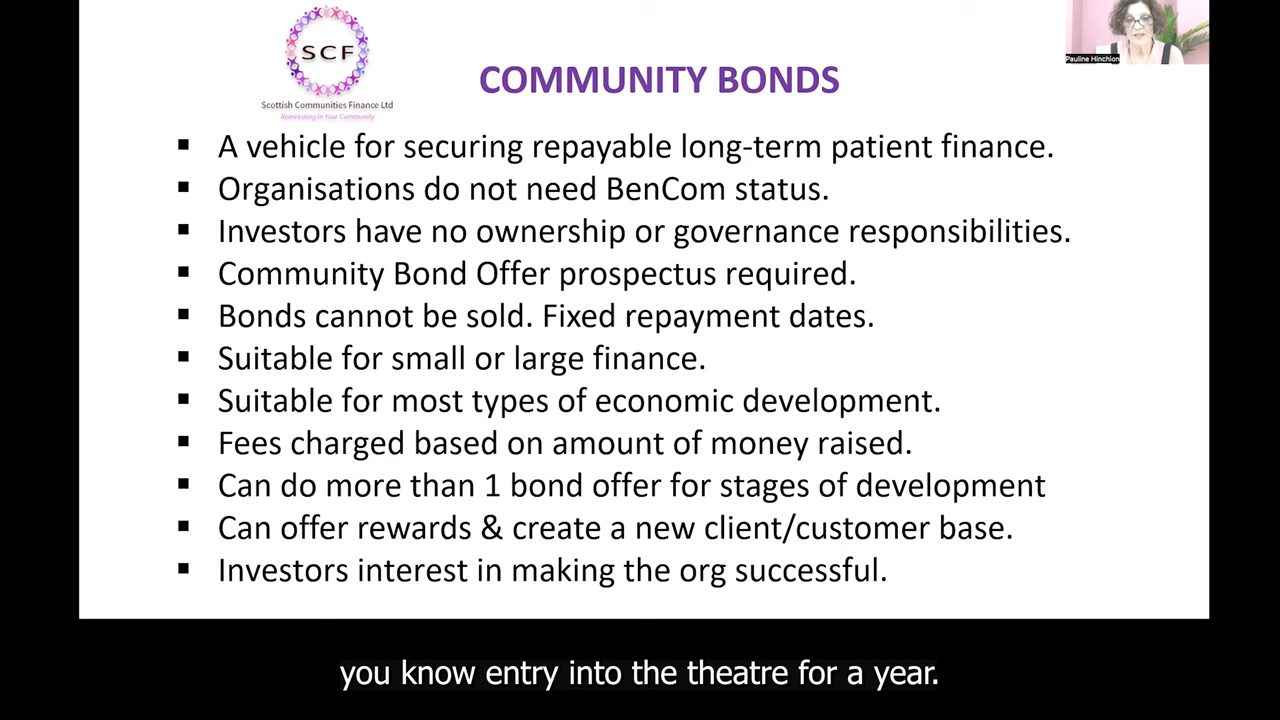 SCF
Scottish Communities Finance Ltd
Reinvesting In Your Community
Pauline Hinchion
COMMUNITY BONDS
▪ A vehicle for securing repayable long-term patient finance.
▪ Organisations do not need BenCom status.
▪ Investors have no ownership or governance responsibilities.
▪ Community Bond Offer prospectus required.
▪ Bonds cannot be sold. Fixed repayment dates.
▪ Suitable for small or large finance.
▪ Suitable for most types of economic development.
▪ Fees charged based on amount of money raised.
▪ Can do more than 1 bond offer for stages of development
▪ Can offer rewards & create a new client/customer base.
▪ Investors interest in making the org successful.
you know entry into the theatre for a year.